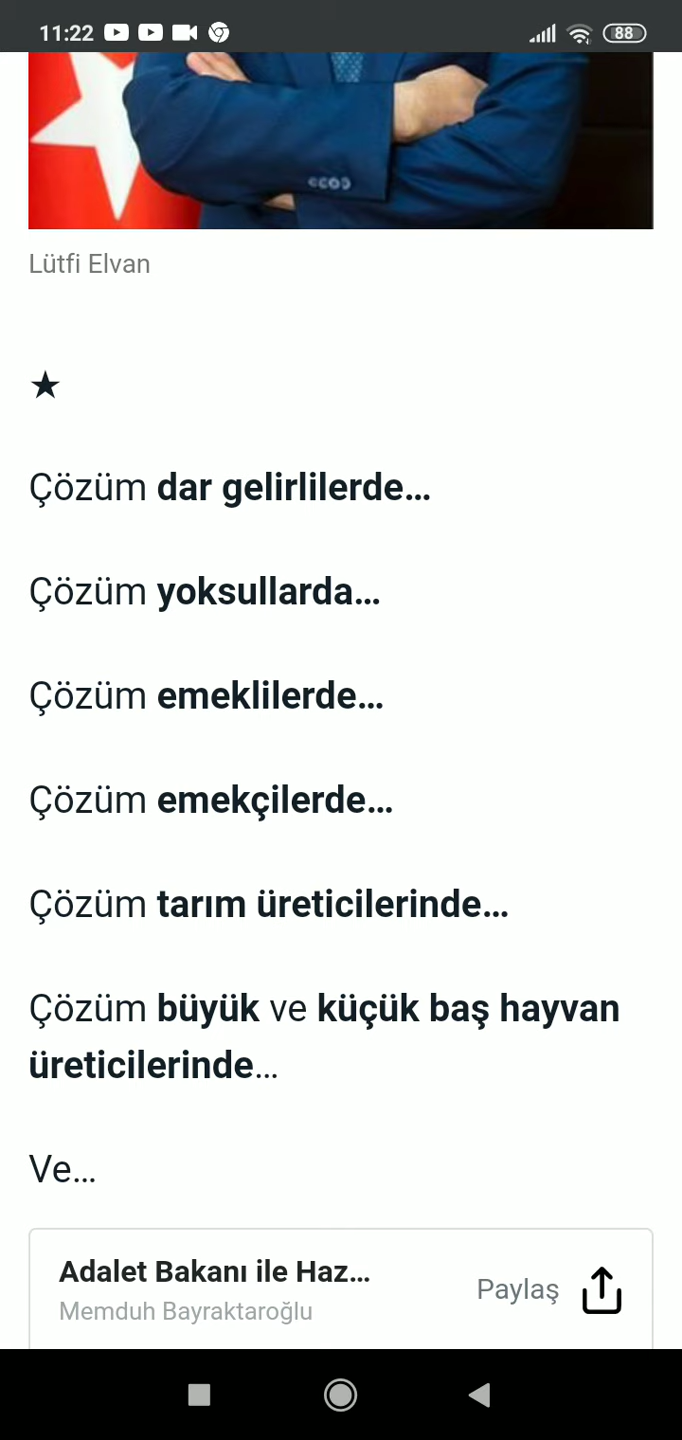 11:22
88
Lütfi Elvan
★
Çözüm dar gelirlilerde...
Çözüm yoksullarda...
Çözüm emeklilerde...
Çözüm emekçilerde...
Çözüm tarım üreticilerinde...
Çözüm büyük ve küçük baş hayvan
üreticilerinde...
Ve...
Adalet Bakanı ile Haz...
Paylaş
Memduh Bayraktaroğlu